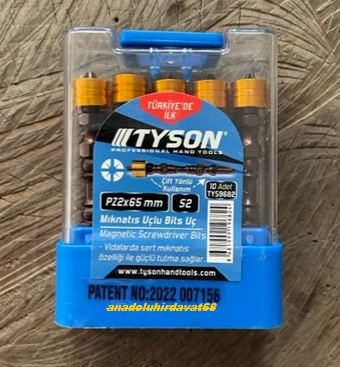 TÜRKİYE'DE
İLK
TYSON®
PROFESSIONAL HAND TOOLS
Çift Yönlü
Kullanım
10 Adet
TYS9682
PZ2x65 mm
S2
Mıknatıs Uçlu Bits Uç
Magnetic Screwdriver Bits
- Vidalarda sert mıknatıs
özelliği ile güçlü tutma sağlar.
www.tysonhandtools.com
PATENT NO:2022 007156
anadoluhirdavat68